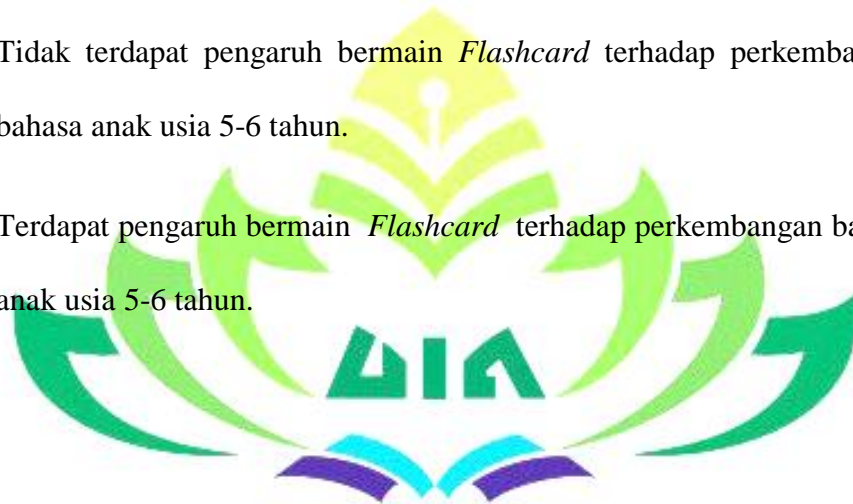 Tidak terdapat pengaruh bermain Flashcard terhadap
bahasa anak usia 5-6 tahun.
Terdapat pengaruh bermain Flashcard terhadap perkembangan
anak usia 5-6 tahun.
UIN